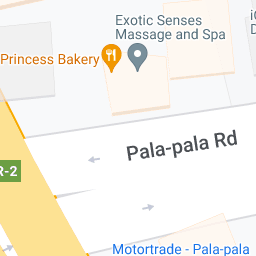 Exotic Senses
Massage and Spa
Princess Bakery
Pala-pala Rd
R-2
Motortrade - Pala-pala